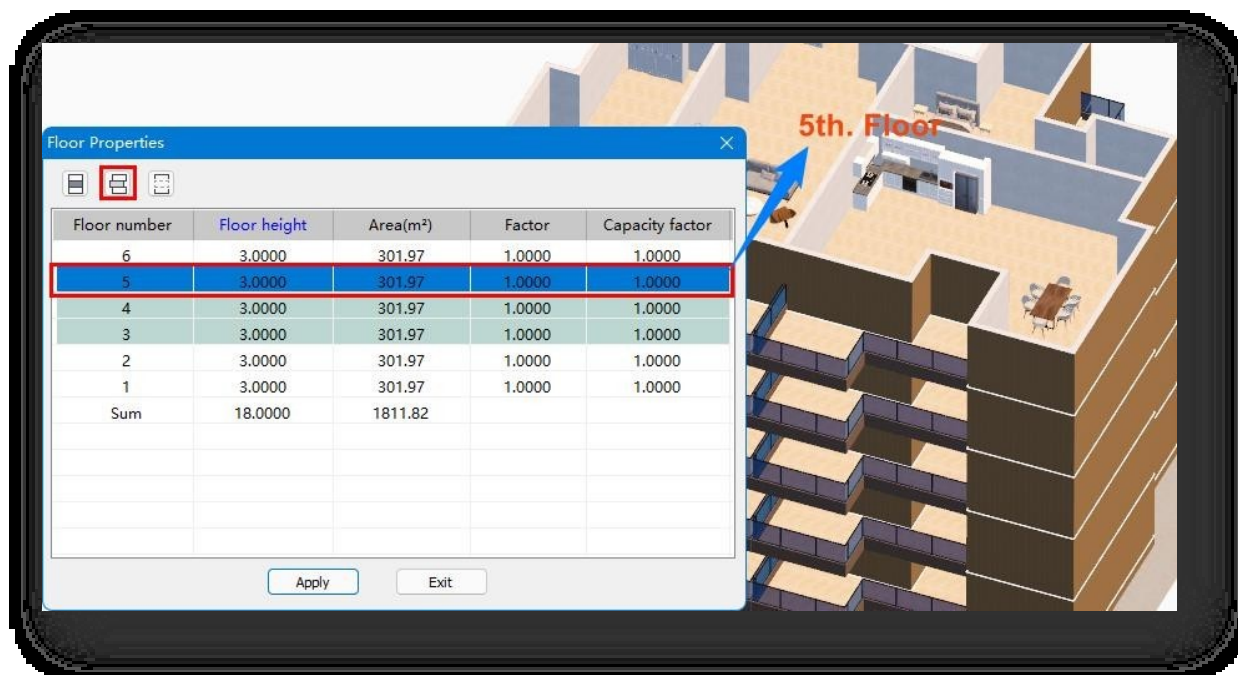 5th. Floor
Floor Properties
Floor number Floor height Area(m²) Factor Capacity factor
6 3.0000 301.97 1.0000 1.0000
5 3.0000 301.97 1.0000 1.0000
4 3.0000 301.97 1.0000 1.0000
3 3.0000 301.97 1.0000 1.0000
2 3.0000 301.97 1.0000 1.0000
1 3.0000 301.97 1.0000 1.0000
Sum 18.0000 1811.82
Apply Exit